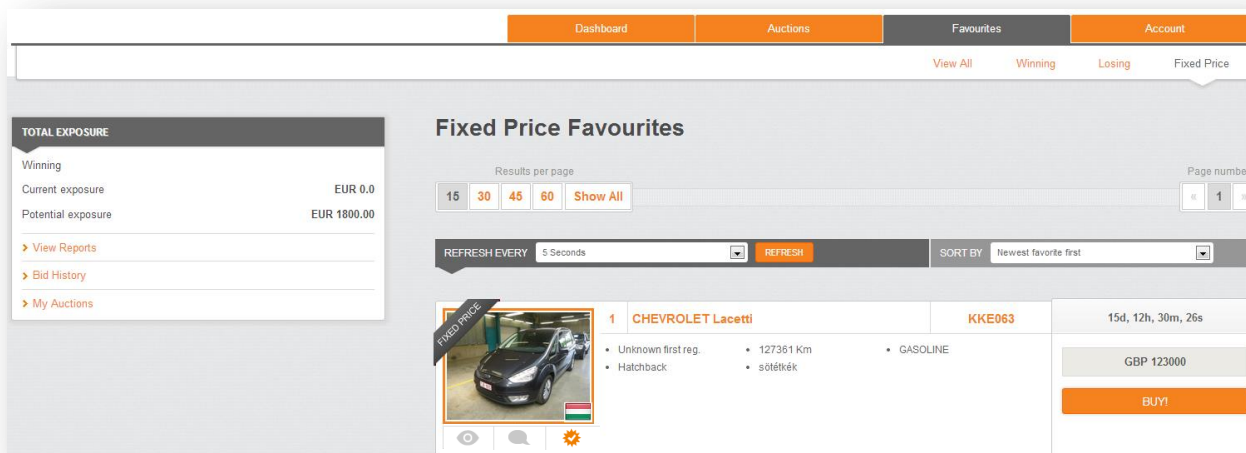 Dashboard Auctions Favourites Account
View All Winning Losing Fixed Price
TOTAL EXPOSURE
Winning
Current exposure EUR 0.0
Potential exposure EUR 1800.00
View Reports
Bid History
My Auctions
Fixed Price Favourites
Results per page
15 30 45 60 Show All
Page numbe
« 1 »
REFRESH EVERY 5 Seconds REFRESH SORT BY Newest favorite first
FIXED PRICE
1 CHEVROLET Lacetti KKE063 15d, 12h, 30m, 26s
• Unknown first reg. • 127361 Km • GASOLINE
• Hatchback • sötétkék
GBP 123000
BUY!